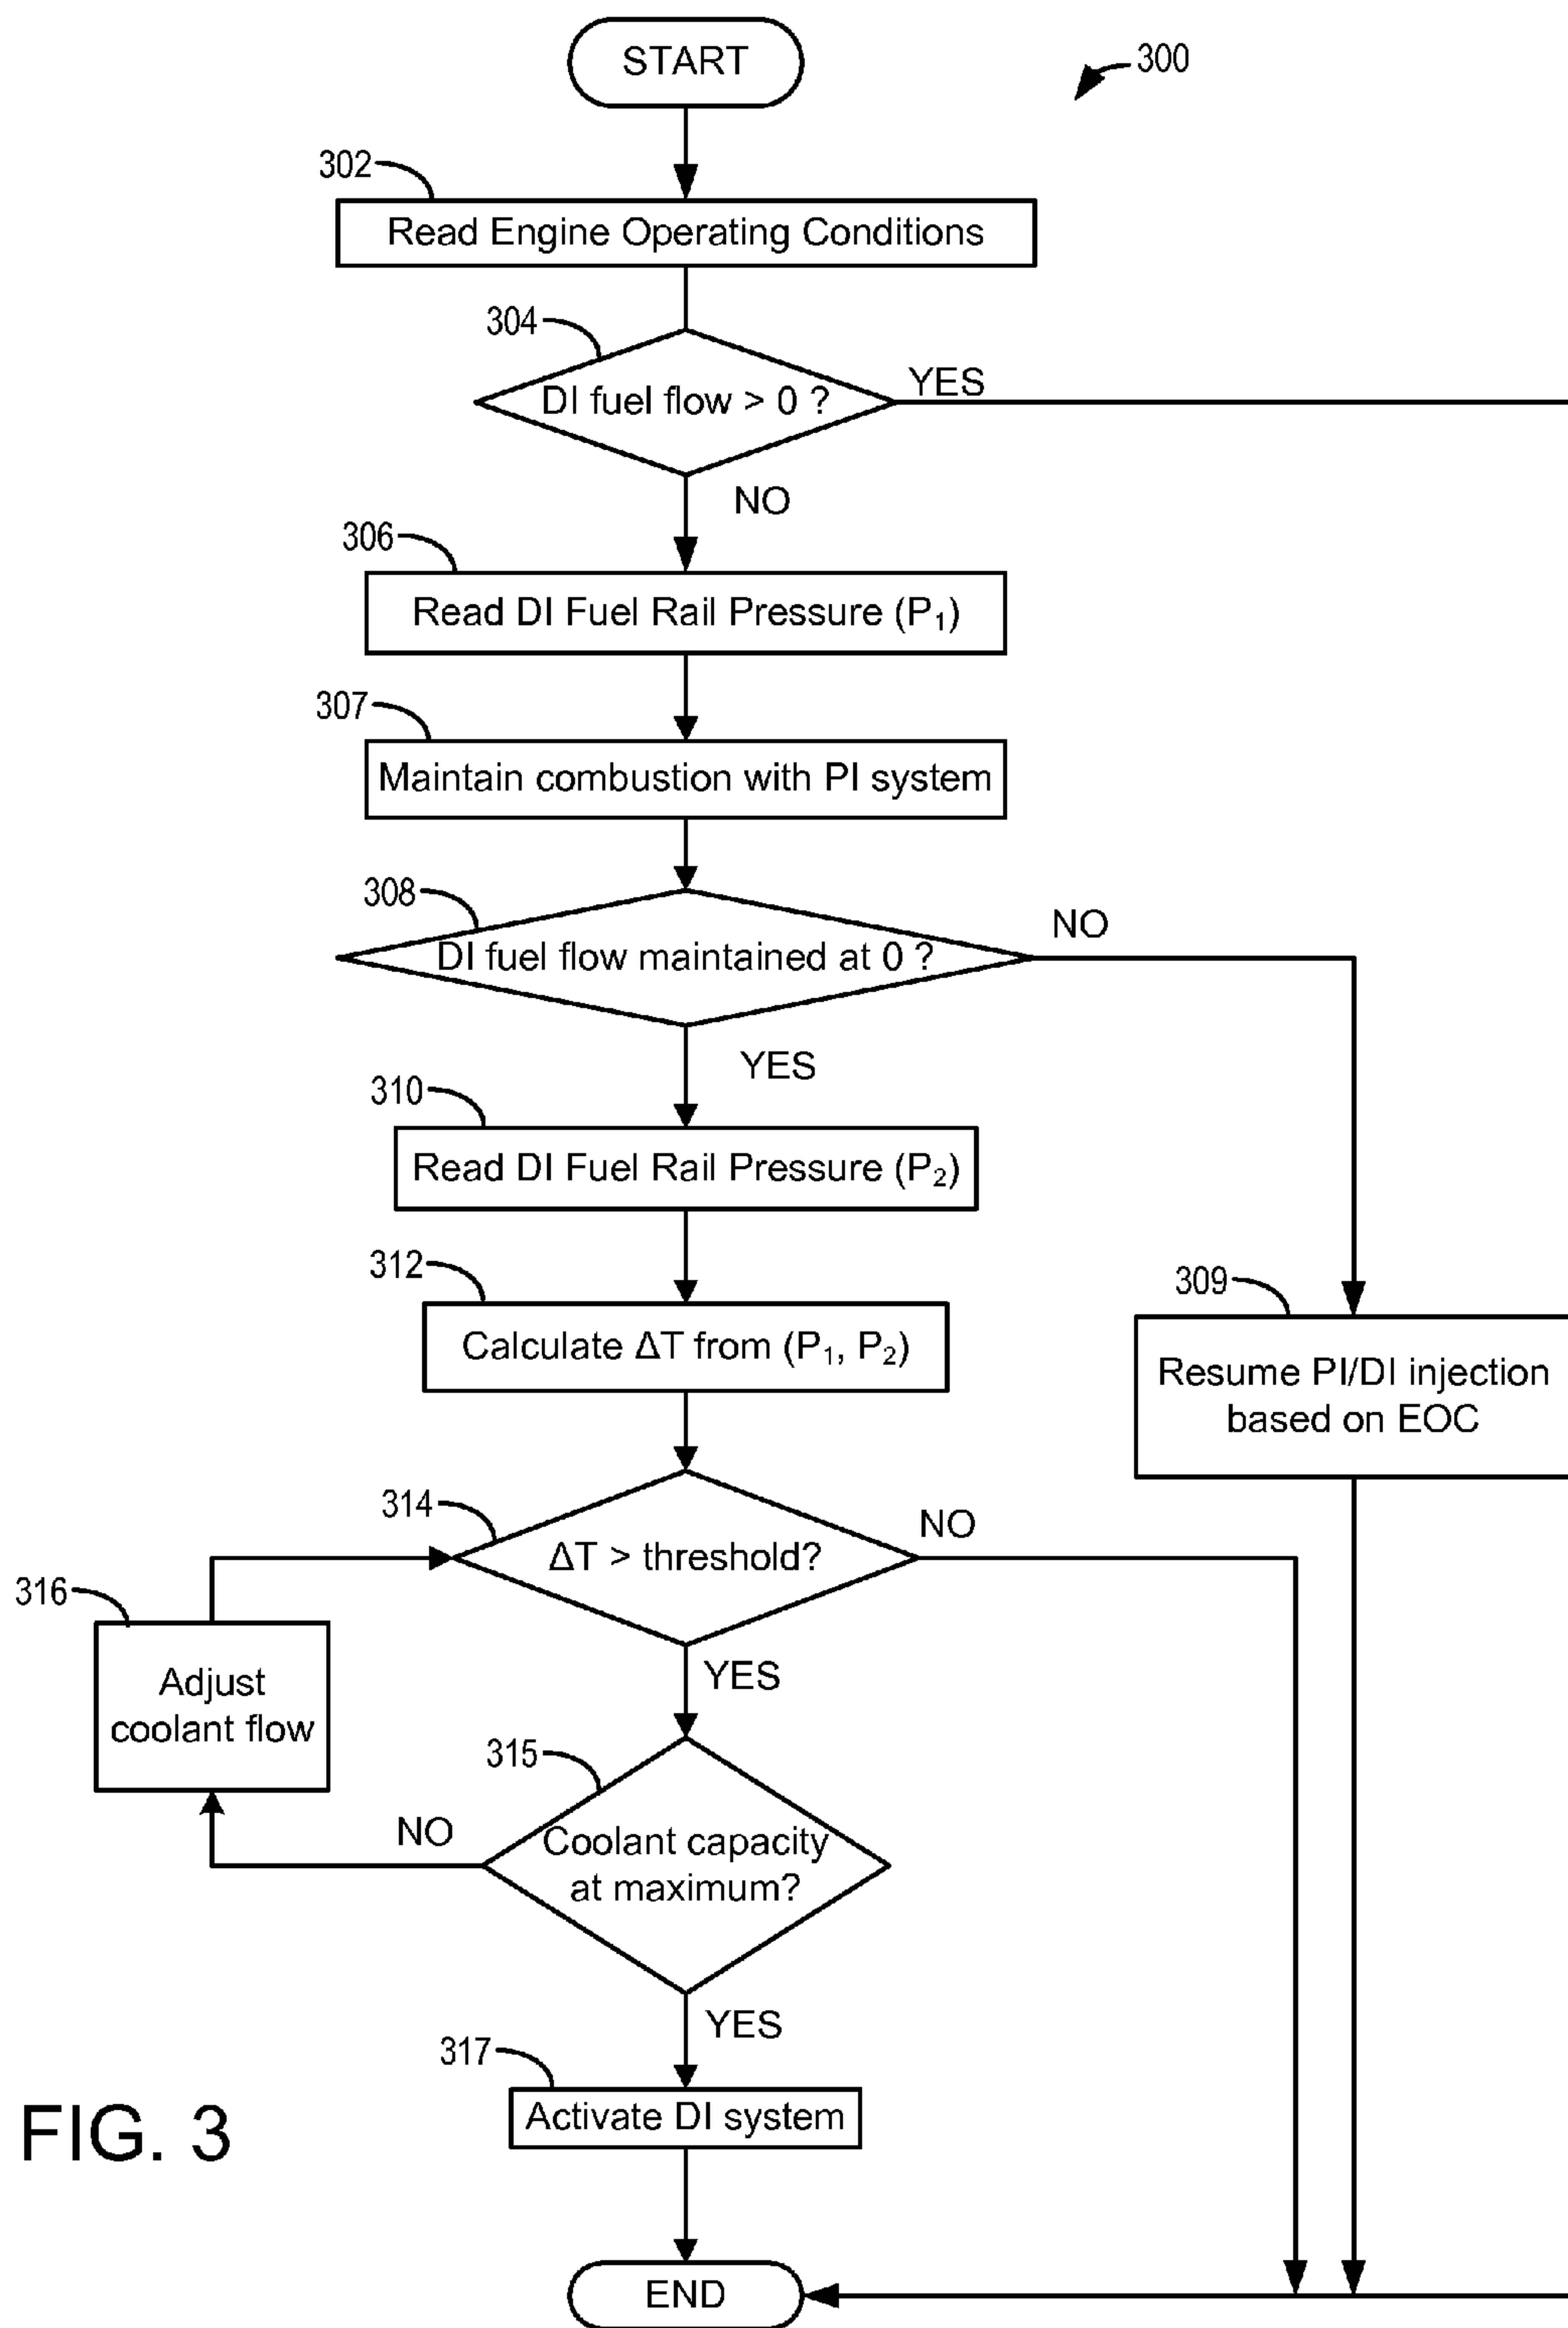 START
300
302
Read Engine Operating Conditions
304
DI fuel flow > 0 ?
YES
NO
306
Read DI Fuel Rail Pressure (P₁)
307
Maintain combustion with PI system
308
DI fuel flow maintained at 0 ?
NO
YES
310
Read DI Fuel Rail Pressure (P₂)
312
Calculate ΔT from (P₁, P₂)
309
Resume PI/DI injection
based on EOC
314
ΔT > threshold?
NO
316
Adjust
coolant flow
YES
315
Coolant capacity
at maximum?
NO
YES
317
Activate DI system
FIG. 3
END